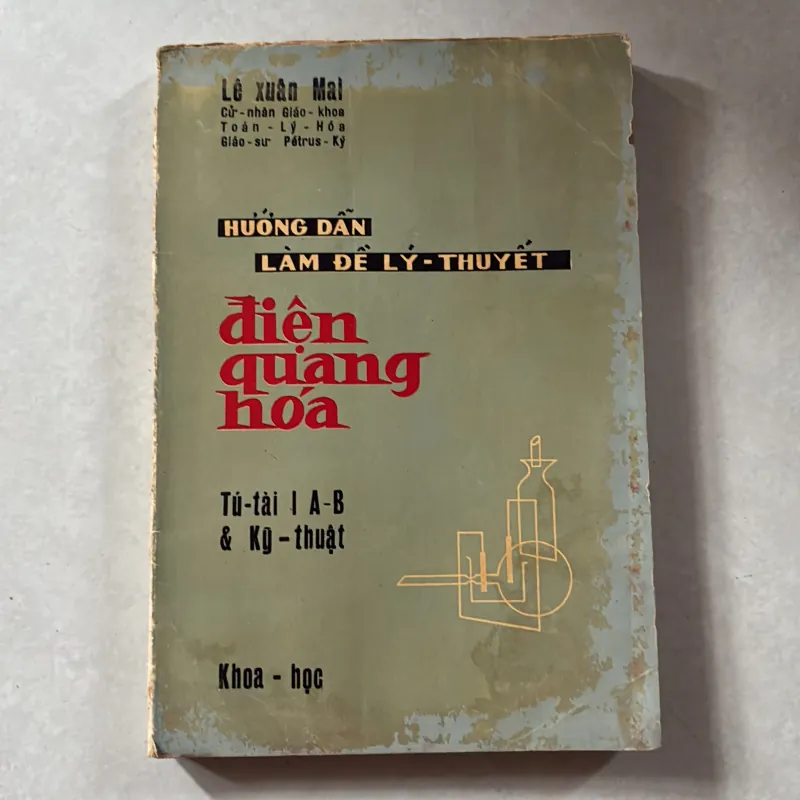 Lê xuân Mai
Cử-nhân Giáo-khoa
Toán-Lý-Hóa
Giáo-sư Pétrus-Ký
HƯỚNG DẪN
LÀM ĐỀ LÝ-THUYẾT
điện
quang
hóa
Tú-tài I A-B
& Kỹ-thuật
Khoa-học